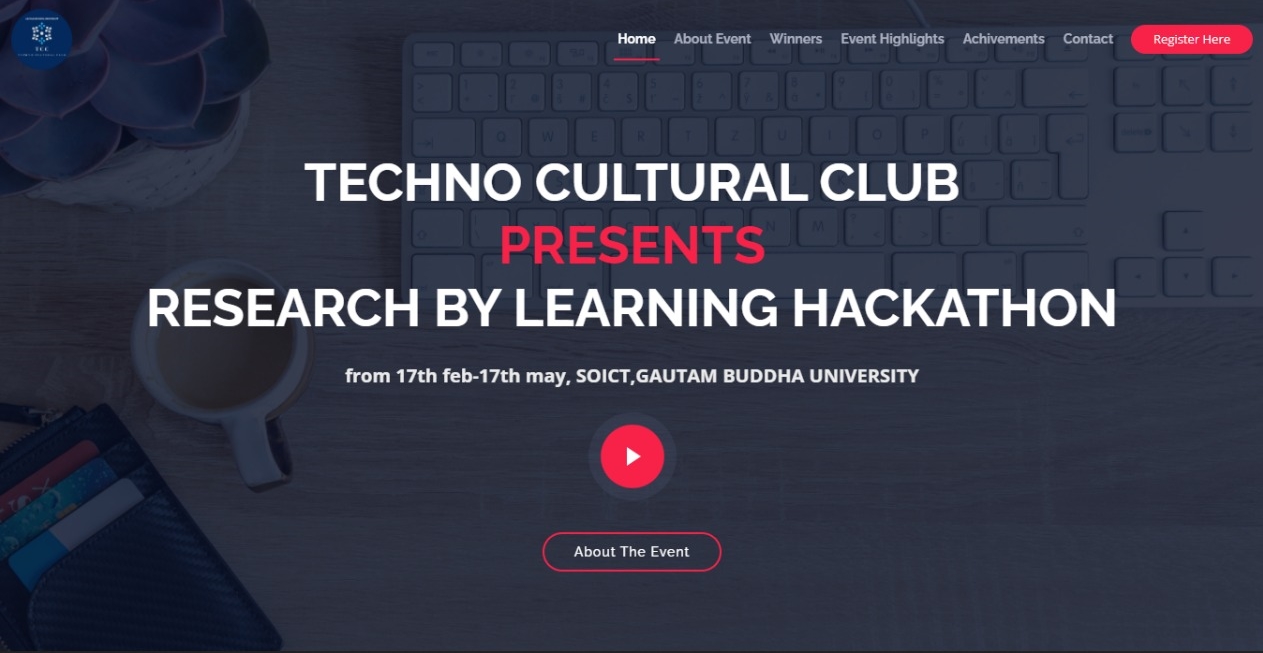 TCC
Home
About Event
Winners
Event Highlights
Achivements
Contact
Register Here
TECHNO CULTURAL CLUB
PRESENTS
RESEARCH BY LEARNING HACKATHON
from 17th feb-17th may, SOICT,GAUTAM BUDDHA UNIVERSITY
About The Event